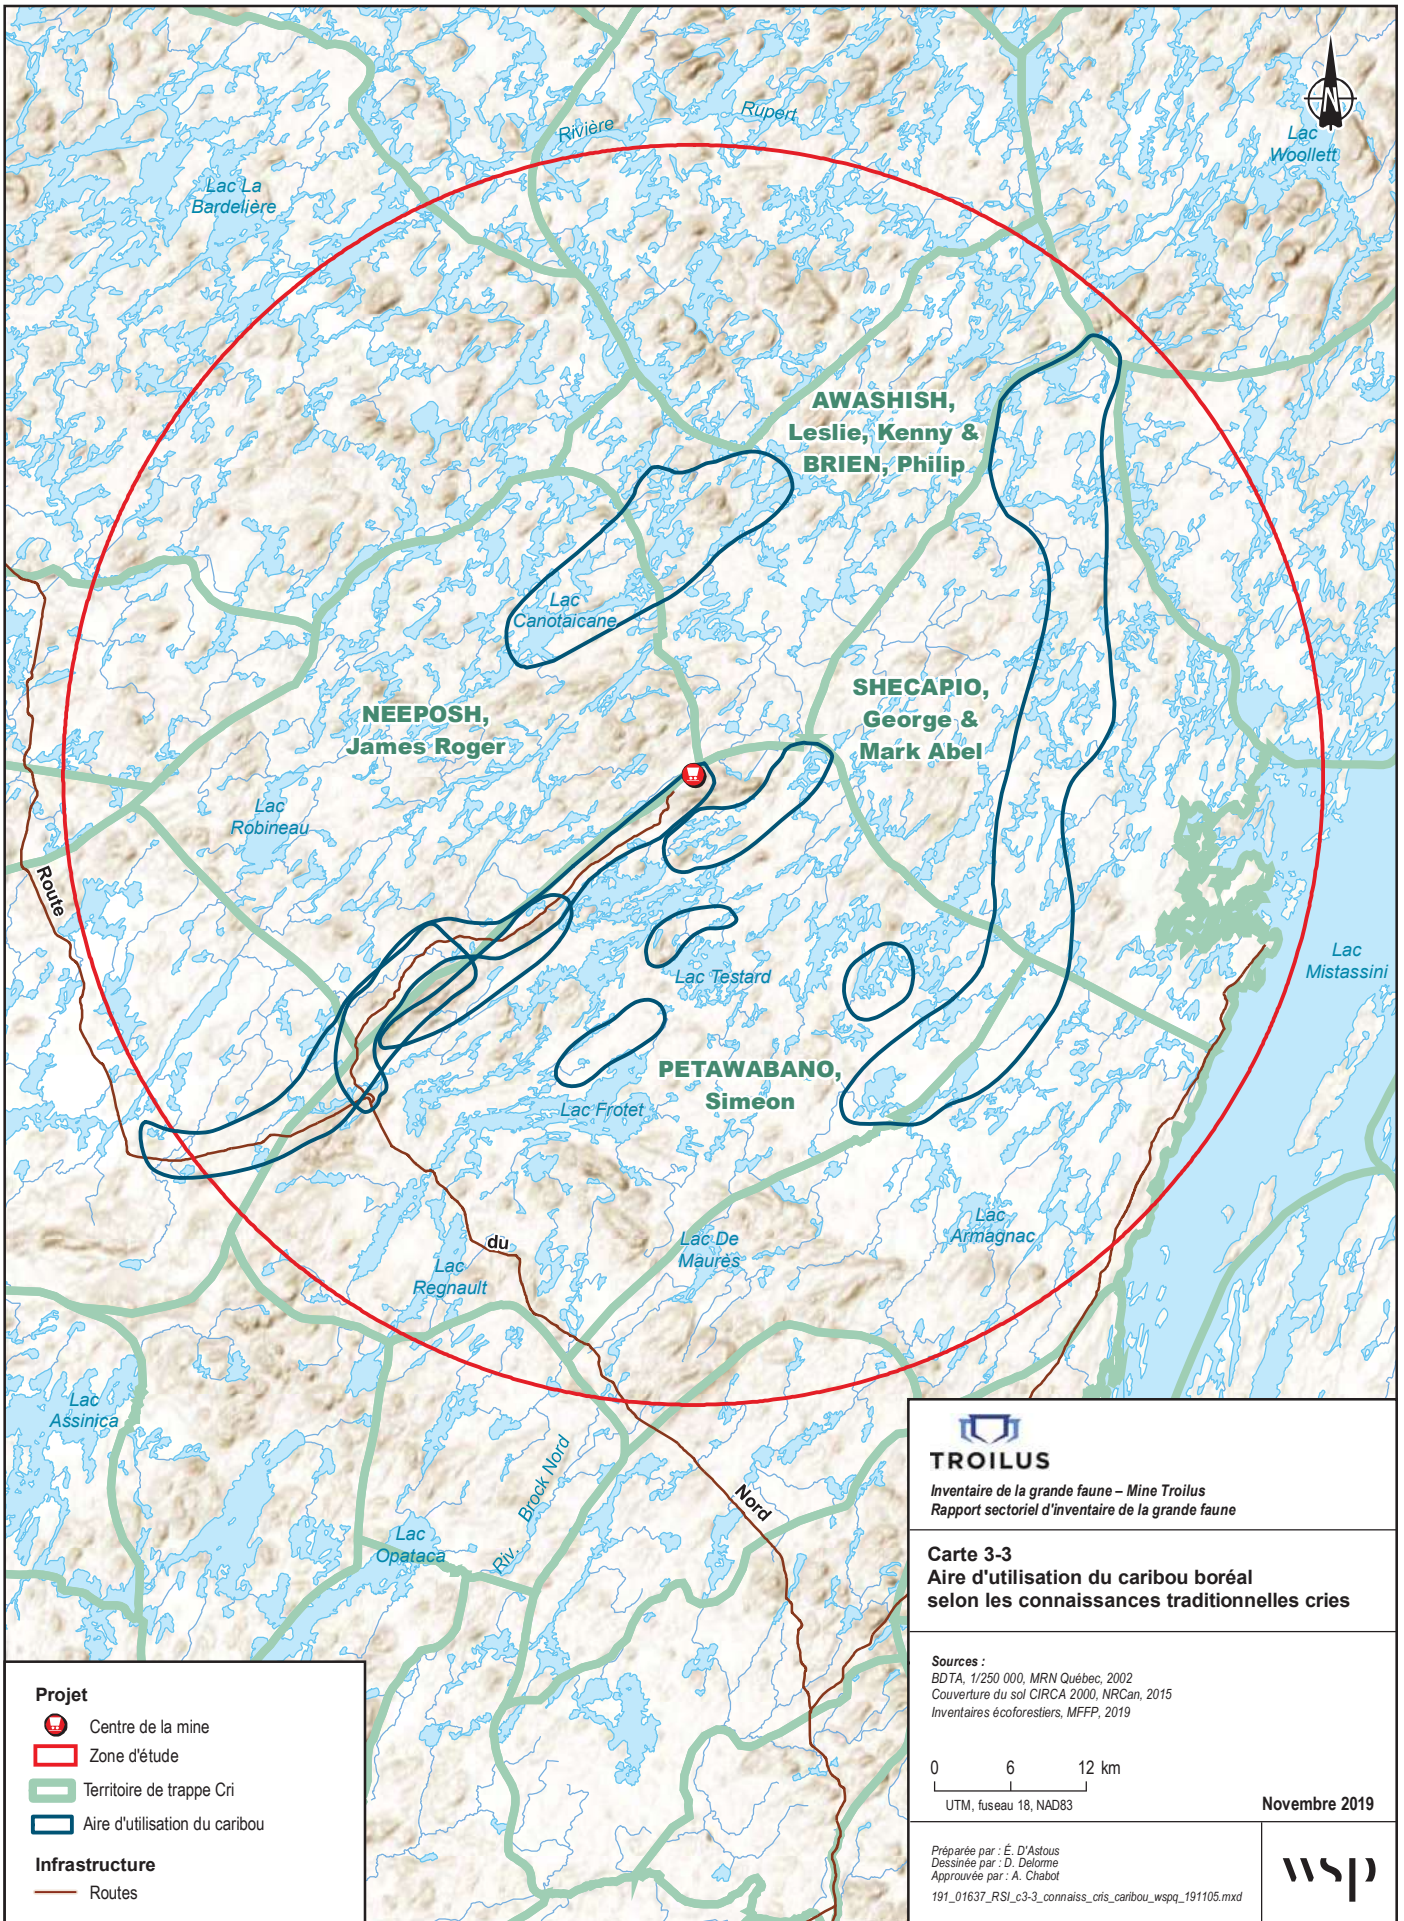 Rivière
Rupert
N
Lac
Woollett
Lac La
Bardelière
AWASHISH,
Leslie, Kenny &
BRIEN, Philip
Lac
Canotaicane
SHECAPIO,
George &
Mark Abel
NEEPOSH,
James Roger
Lac
Robineau
Route
Lac
Mistassini
Lac Testard
PETAWABANO,
Simeon
Lac Frotet
Lac
Armagnac
Lac De
Maurès
du
Lac
Regnault
Lac
Assinica
Riv. Brock Nord
Nord
Lac
Opataca
TROILUS
Inventaire de la grande faune – Mine Troilus
Rapport sectoriel d'inventaire de la grande faune
Carte 3-3
Aire d'utilisation du caribou boréal
selon les connaissances traditionnelles cries
Sources :
BDTA, 1/250 000, MRN Québec, 2002
Couverture du sol CIRCA 2000, NRCan, 2015
Inventaires écoforestiers, MFFP, 2019
0 6 12 km
UTM, fuseau 18, NAD83
Novembre 2019
Préparée par : É. D'Astous
Dessinée par : D. Delorme
Approuvée par : A. Chabot
191_01637_RSI_c3-3_connaiss_cris_caribou_wspq_191105.mxd
wsp
Projet
Centre de la mine
Zone d'étude
Territoire de trappe Cri
Aire d'utilisation du caribou
Infrastructure
Routes